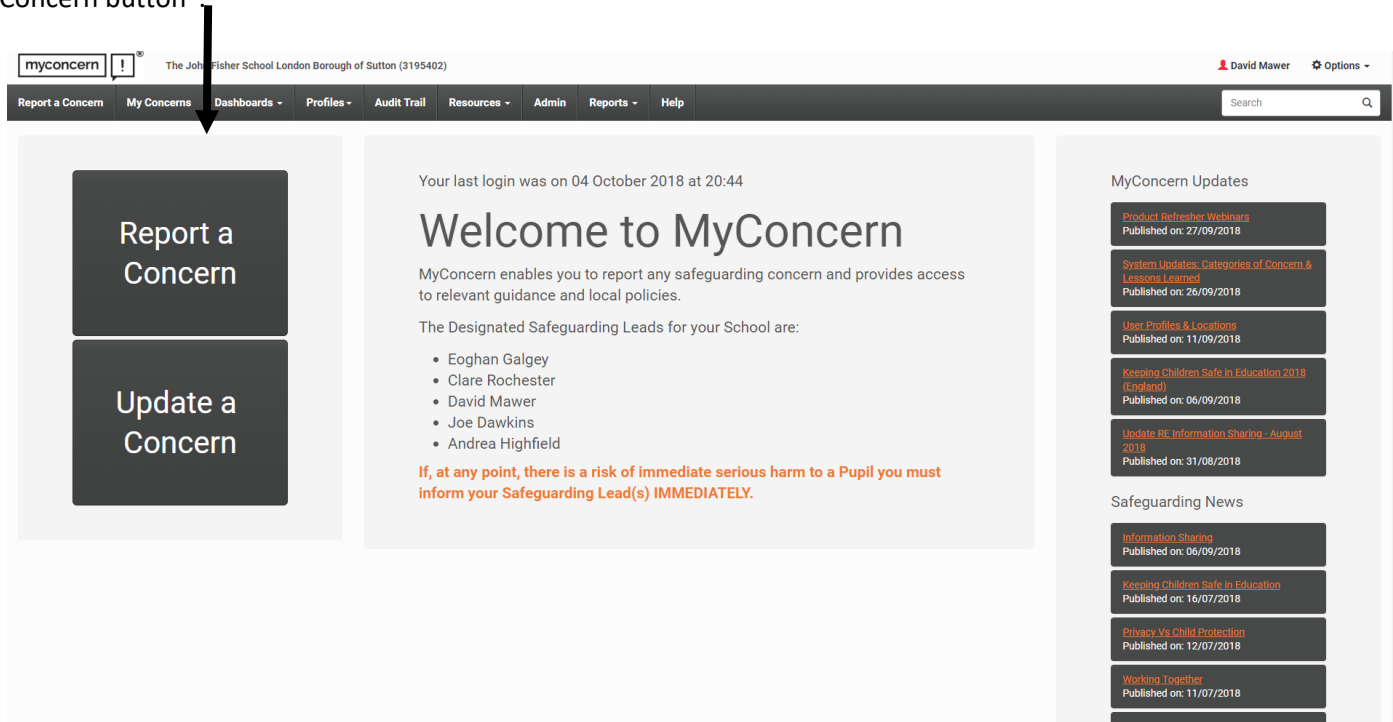 Concern button".
myconcern ! ®
The John Fisher School London Borough of Sutton (3195402)
David Mawer
Options
Report a Concern
My Concerns
Dashboards
Profiles
Audit Trail
Resources
Admin
Reports
Help
Search
Report a
Concern
Update a
Concern
Your last login was on 04 October 2018 at 20:44
Welcome to MyConcern
MyConcern enables you to report any safeguarding concern and provides access
to relevant guidance and local policies.
The Designated Safeguarding Leads for your School are:
• Eoghan Galgey
• Clare Rochester
• David Mawer
• Joe Dawkins
• Andrea Highfield
If, at any point, there is a risk of immediate serious harm to a Pupil you must
inform your Safeguarding Lead(s) IMMEDIATELY.
MyConcern Updates
Product Refresher Webinars
Published on: 27/09/2018
System Updates: Categories of Concern &
Lessons Learned
Published on: 26/09/2018
User Profiles & Locations
Published on: 11/09/2018
Keeping Children Safe in Education 2018
(England)
Published on: 06/09/2018
Update RE Information Sharing - August
2018
Published on: 31/08/2018
Safeguarding News
Information Sharing
Published on: 06/09/2018
Keeping Children Safe in Education
Published on: 16/07/2018
Privacy Vs Child Protection
Published on: 12/07/2018
Working Together
Published on: 11/07/2018